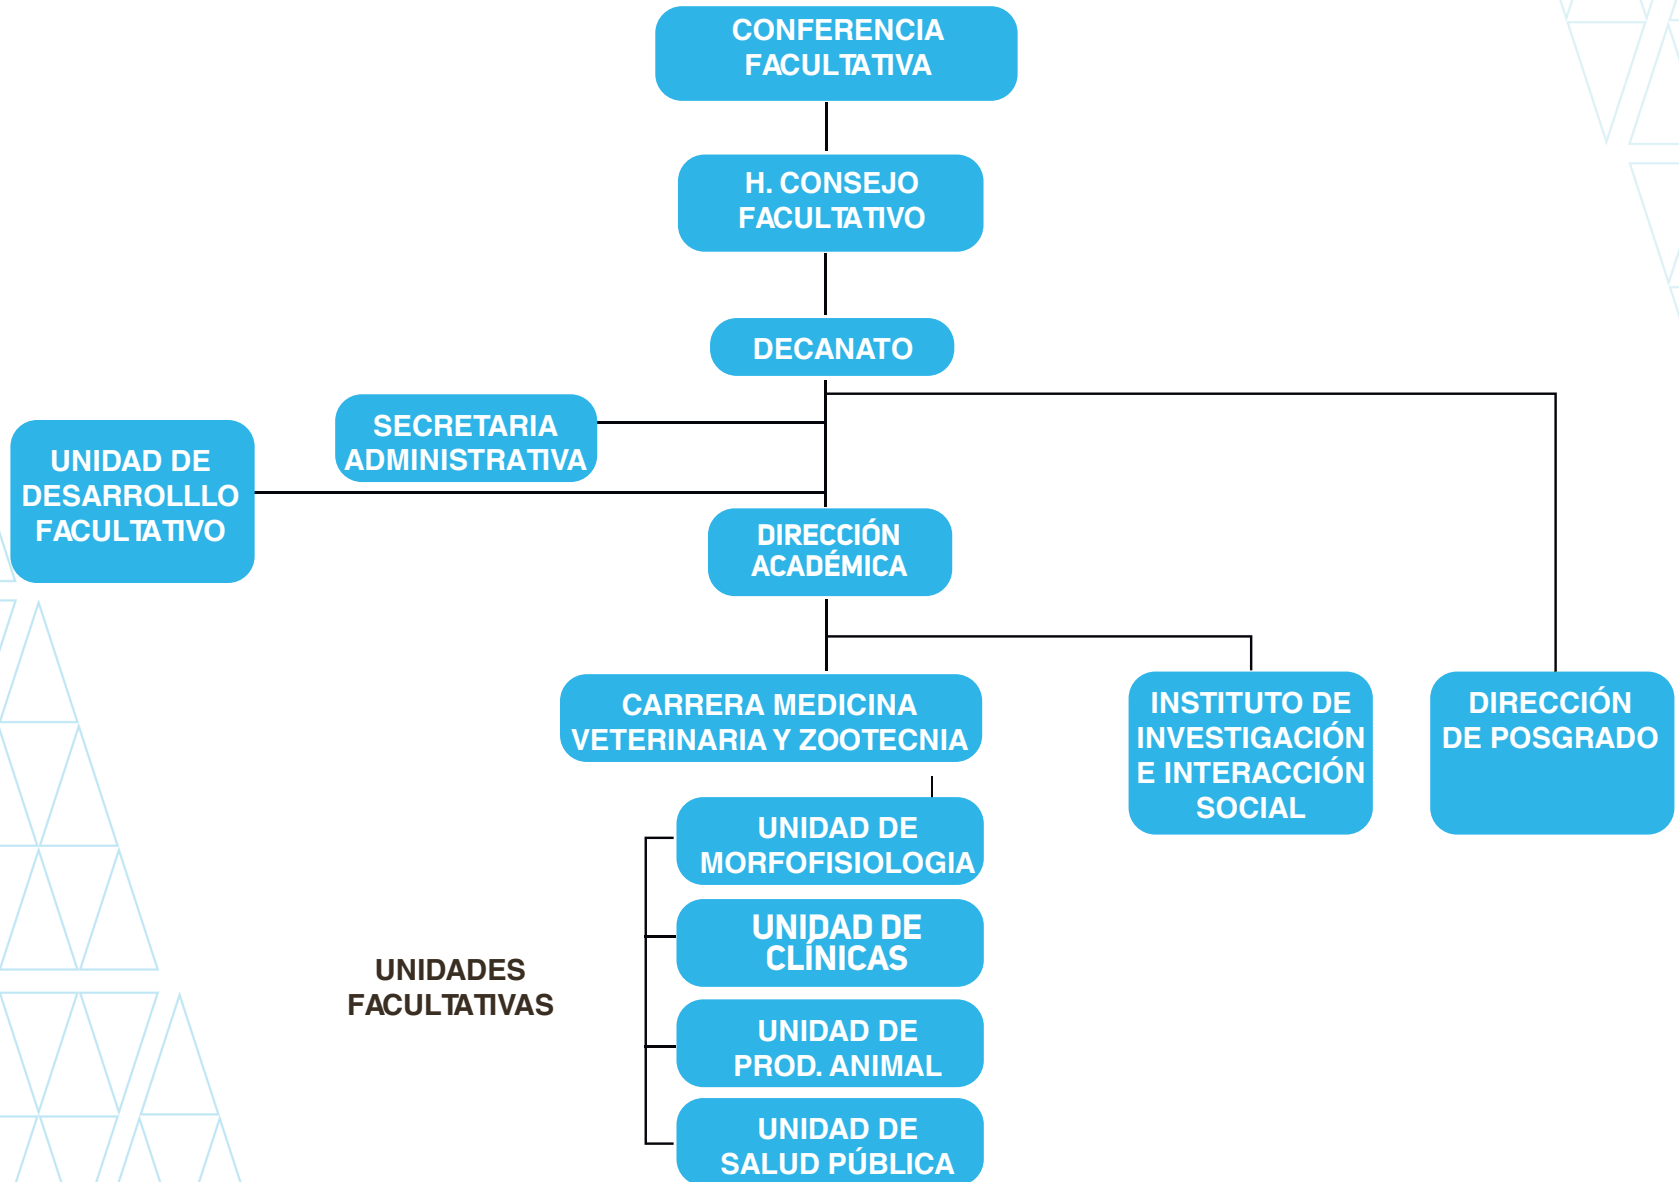 CONFERENCIA
FACULTATIVA
H. CONSEJO
FACULTATIVO
DECANATO
SECRETARIA
ADMINISTRATIVA
UNIDAD DE
DESARROLLLO
FACULTATIVO
DIRECCIÓN
ACADÉMICA
CARRERA MEDICINA
VETERINARIA Y ZOOTECNIA
INSTITUTO DE
INVESTIGACIÓN
E INTERACCIÓN
SOCIAL
DIRECCIÓN
DE POSGRADO
UNIDADES
FACULTATIVAS
UNIDAD DE
MORFOFISIOLOGIA
UNIDAD DE
CLÍNICAS
UNIDAD DE
PROD. ANIMAL
UNIDAD DE
SALUD PÚBLICA